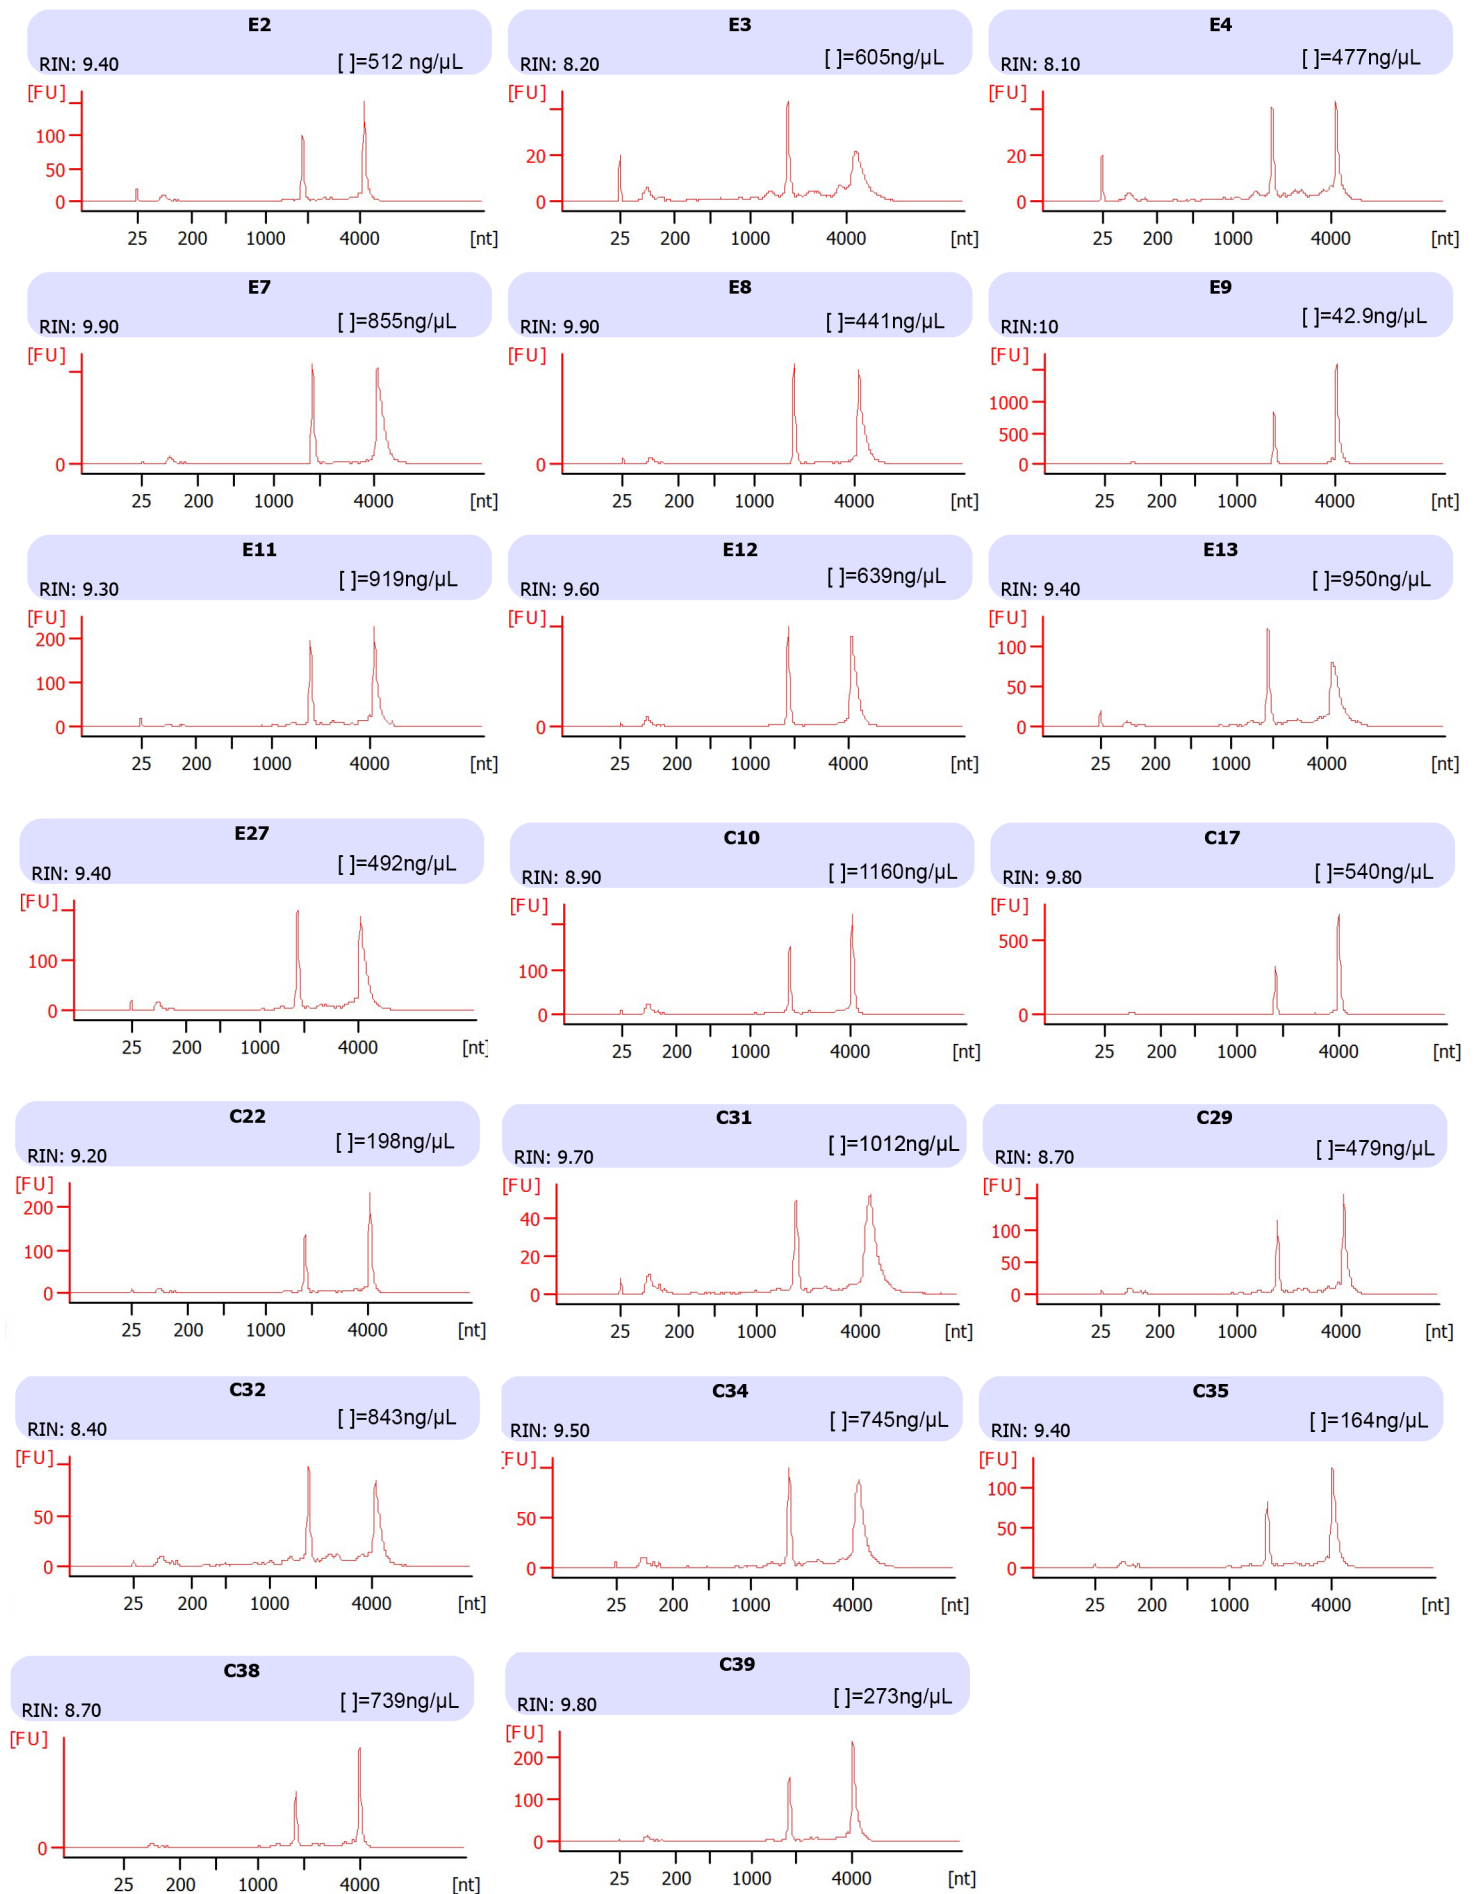 E2
RIN: 9.40 [ ]=512 ng/µL
[FU]
100
50
0
25 200 1000 4000 [nt]
E3
RIN: 8.20 [ ]=605ng/µL
[FU]
20
0
25 200 1000 4000 [nt]
E4
RIN: 8.10 [ ]=477ng/µL
[FU]
20
0
25 200 1000 4000 [nt]
E7
RIN: 9.90 [ ]=855ng/µL
[FU]
0
25 200 1000 4000 [nt]
E8
RIN: 9.90 [ ]=441ng/µL
[FU]
0
25 200 1000 4000 [nt]
E9
RIN:10 [ ]=42.9ng/µL
[FU]
1000
500
0
25 200 1000 4000 [nt]
E11
RIN: 9.30 [ ]=919ng/µL
[FU]
200
100
0
25 200 1000 4000 [nt]
E12
RIN: 9.60 [ ]=639ng/µL
[FU]
0
25 200 1000 4000 [nt]
E13
RIN: 9.40 [ ]=950ng/µL
[FU]
100
50
0
25 200 1000 4000 [nt]
E27
RIN: 9.40 [ ]=492ng/µL
[FU]
100
0
25 200 1000 4000 [nt]
C10
RIN: 8.90 [ ]=1160ng/µL
[FU]
100
0
25 200 1000 4000 [nt]
C17
RIN: 9.80 [ ]=540ng/µL
[FU]
500
0
25 200 1000 4000 [nt]
C22
RIN: 9.20 [ ]=198ng/µL
[FU]
200
100
0
25 200 1000 4000 [nt]
C31
RIN: 9.70 [ ]=1012ng/µL
[FU]
40
20
0
25 200 1000 4000 [nt]
C29
RIN: 8.70 [ ]=479ng/µL
[FU]
100
50
0
25 200 1000 4000 [nt]
C32
RIN: 8.40 [ ]=843ng/µL
[FU]
50
0
25 200 1000 4000 [nt]
C34
RIN: 9.50 [ ]=745ng/µL
[FU]
50
0
25 200 1000 4000 [nt]
C35
RIN: 9.40 [ ]=164ng/µL
[FU]
100
50
0
25 200 1000 4000 [nt]
C38
RIN: 8.70 [ ]=739ng/µL
[FU]
0
25 200 1000 4000 [nt]
C39
RIN: 9.80 [ ]=273ng/µL
[FU]
200
100
0
25 200 1000 4000 [nt]